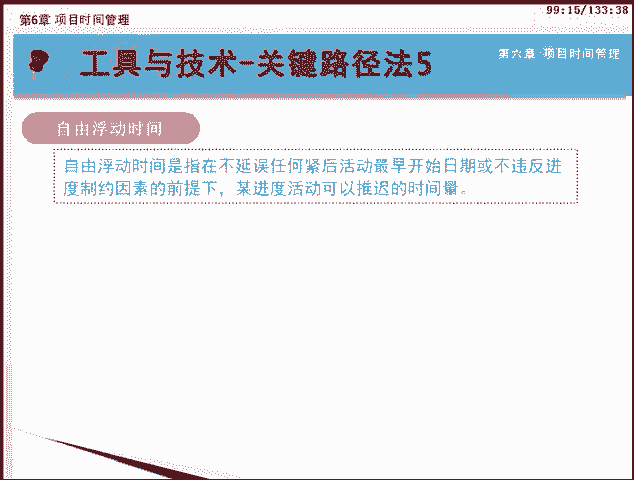 第6章 项目时间管理
99:15/133:38
工具与技术-关键路径法5
第六章 项目时间管理
自由浮动时间
自由浮动时间是指在不延误任何紧后活动最早开始日期或不违反进
度制约因素的前提下，某进度活动可以推迟的时间量。